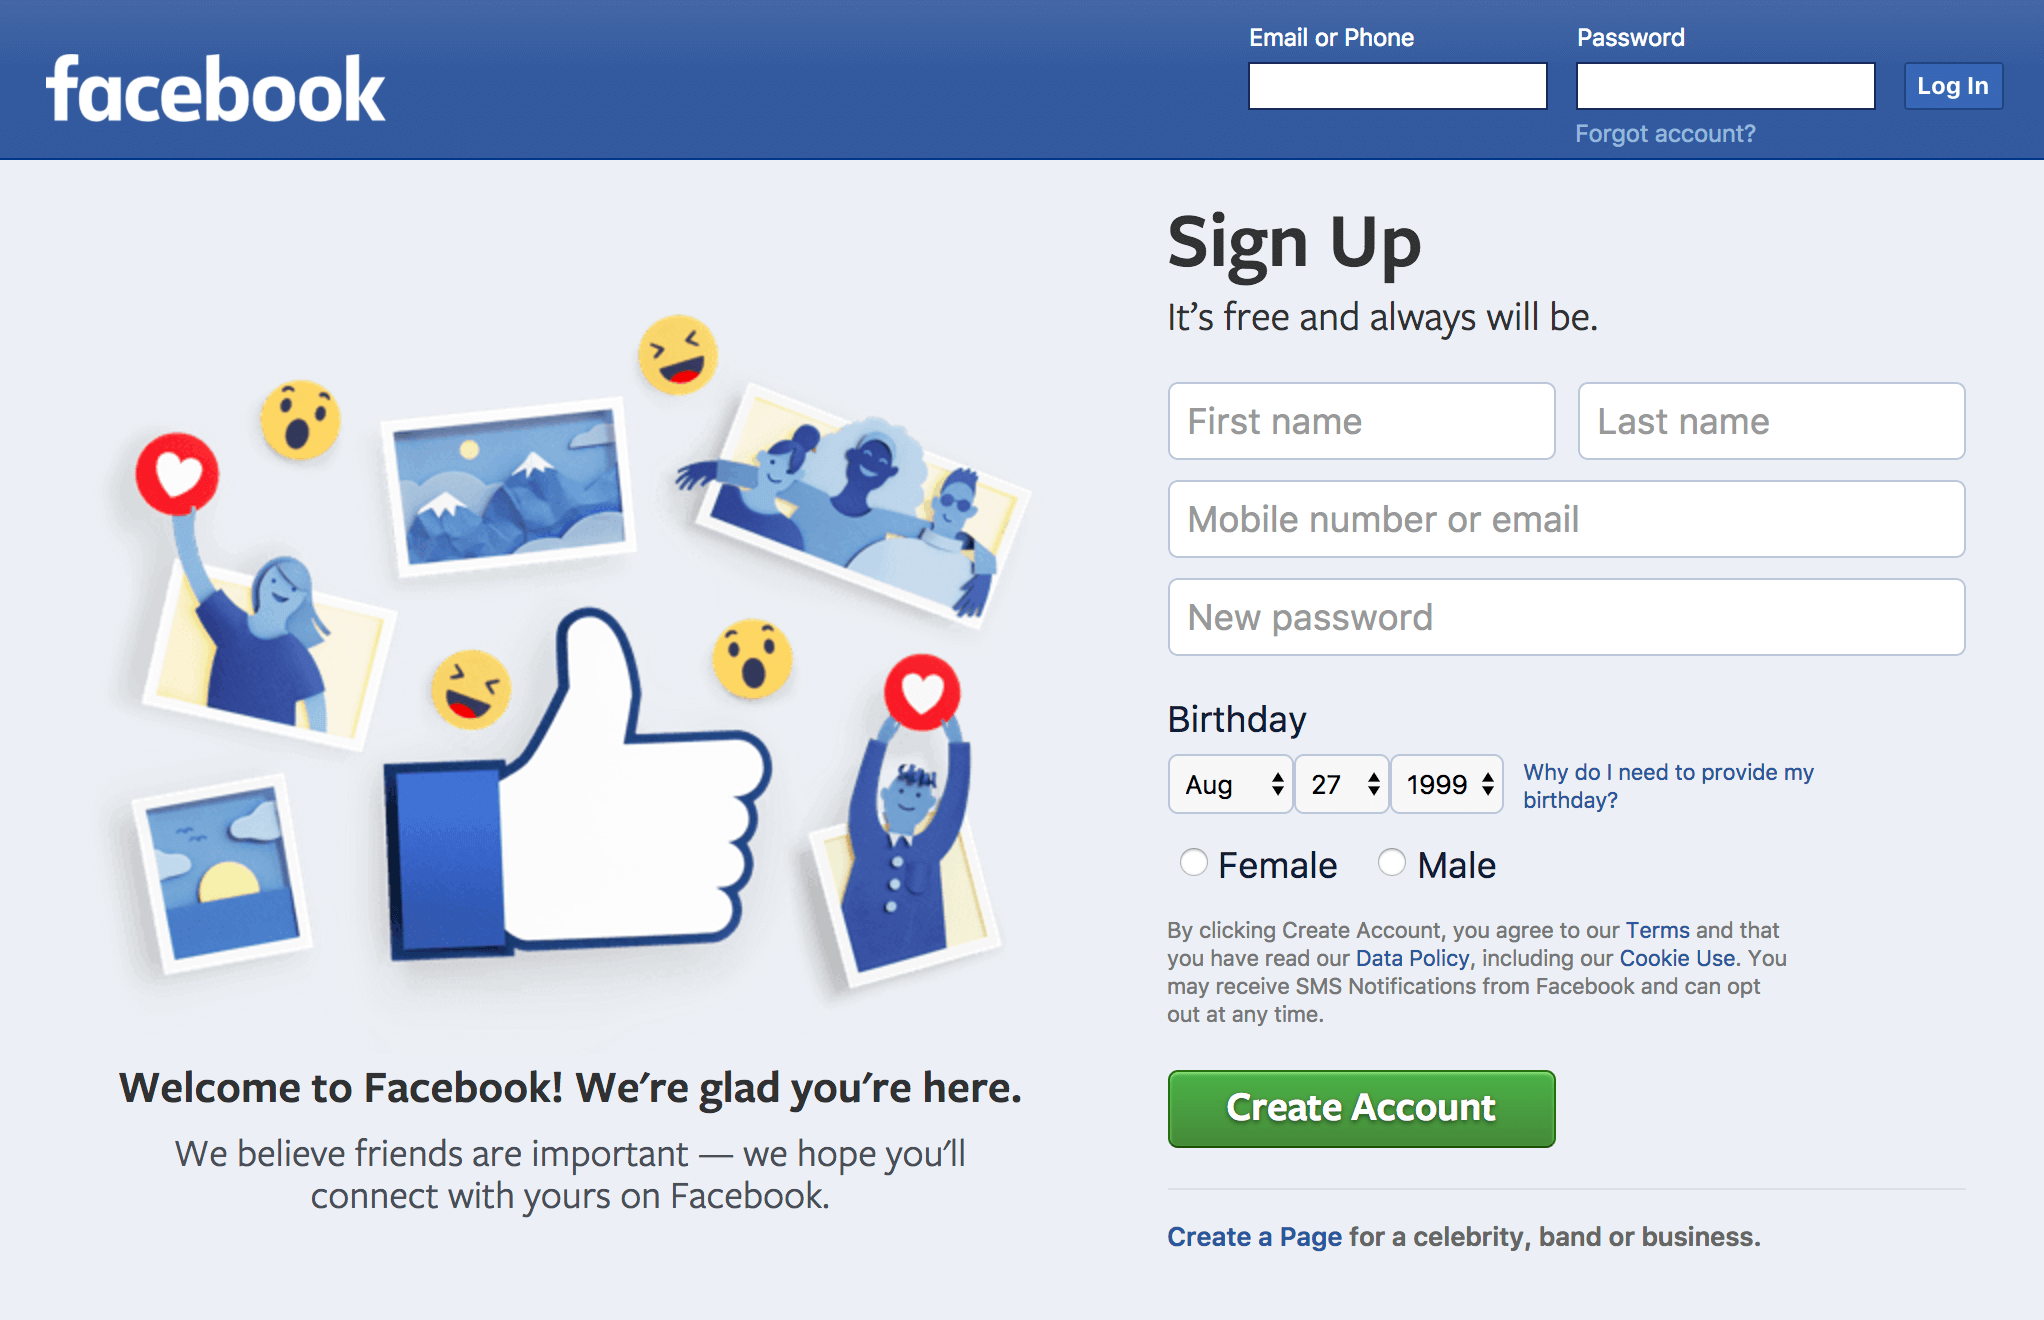 facebook
Email or Phone
Password
Log In
Forgot account?
Sign Up
It's free and always will be.
First name
Last name
Mobile number or email
New password
Birthday
Aug
27
1999
Why do I need to provide my
birthday?
Female
Male
By clicking Create Account, you agree to our Terms and that
you have read our Data Policy, including our Cookie Use. You
may receive SMS Notifications from Facebook and can opt
out at any time.
Create Account
Create a Page for a celebrity, band or business.
Welcome to Facebook! We're glad you're here.
We believe friends are important — we hope you'll
connect with yours on Facebook.